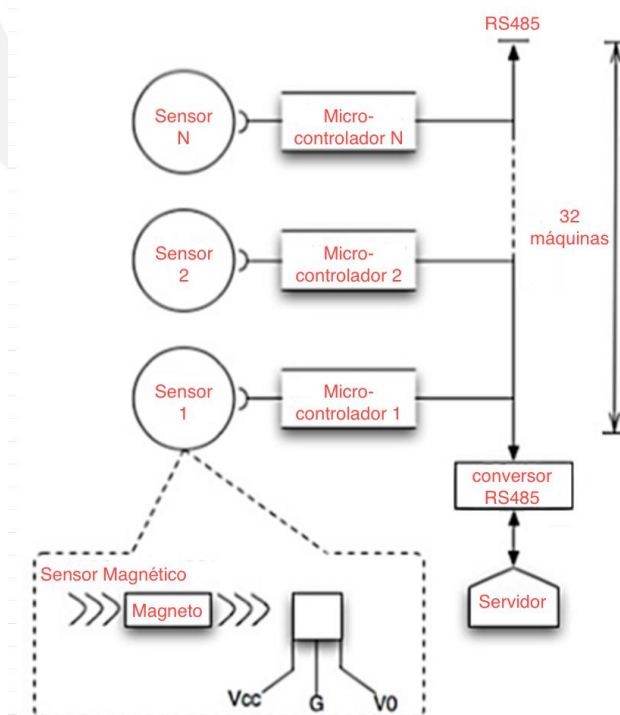 RS485
Sensor
N
Micro-
controlador N
32
máquinas
Sensor
2
Micro-
controlador 2
Sensor
1
Micro-
controlador 1
conversor
RS485
Sensor Magnético
Magneto
Servidor
Vcc
G
V0